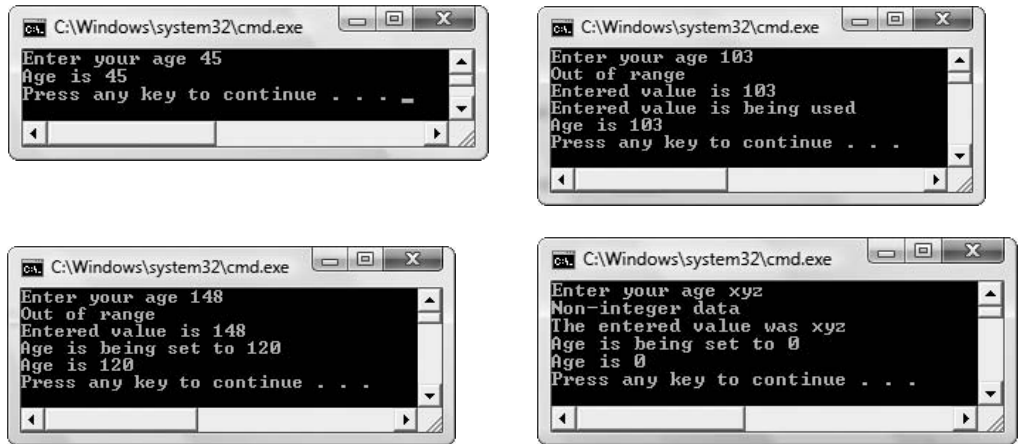 C:\Windows\system32\cmd.exe
Enter your age 45
Age is 45
Press any key to continue . . .
C:\Windows\system32\cmd.exe
Enter your age 103
Out of range
Entered value is 103
Entered value is being used
Age is 103
Press any key to continue . . .
C:\Windows\system32\cmd.exe
Enter your age 148
Out of range
Entered value is 148
Age is being set to 120
Age is 120
Press any key to continue . . .
C:\Windows\system32\cmd.exe
Enter your age xyz
Non-integer data
The entered value was xyz
Age is being set to 0
Age is 0
Press any key to continue . . .